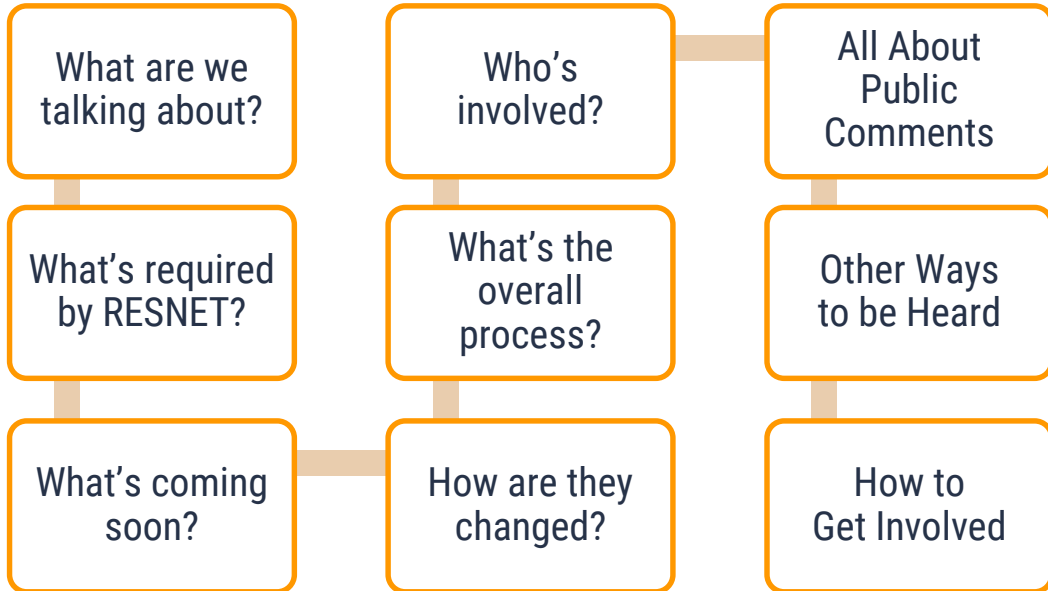 What are we
talking about?
What's required
by RESNET?
What's coming
soon?
How are they
changed?
What's the
overall
process?
Who's
involved?
All About
Public
Comments
Other Ways
to be Heard
How to
Get Involved